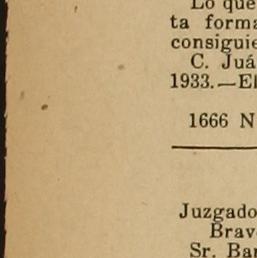 Lo que
ta forma
consiguie
C. Juá
1933.—El
1666 N
Juzgado
Brav
Sr. Bar